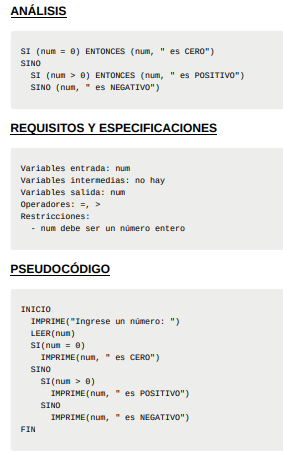 ANÁLISIS
SI (num = 0) ENTONCES (num, " es CERO")
SINO
  SI (num > 0) ENTONCES (num, " es POSITIVO")
  SINO (num, " es NEGATIVO")
REQUISITOS Y ESPECIFICACIONES
Variables entrada: num
Variables intermedias: no hay
Variables salida: num
Operadores: =, >
Restricciones:
  - num debe ser un número entero
PSEUDOCÓDIGO
INICIO
  IMPRIME("Ingrese un número: ")
  LEER(num)
  SI(num = 0)
    IMPRIME(num, " es CERO")
  SINO
    SI(num > 0)
      IMPRIME(num, " es POSITIVO")
    SINO
      IMPRIME(num, " es NEGATIVO")
FIN